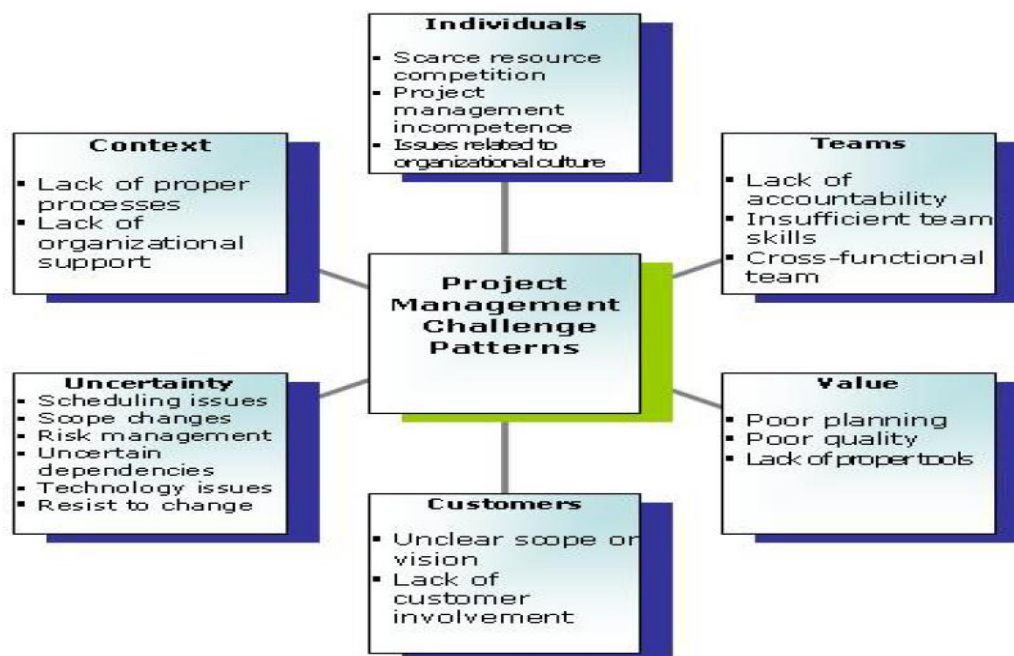 Individuals
▪ Scarce resource
competition
▪ Project
management
incompetence
▪ Issues related to
organizational culture
Context
▪ Lack of proper
processes
▪ Lack of
organizational
support
Teams
▪ Lack of
accountability
▪ Insufficient team
skills
▪ Cross-functional
team
Project
Management
Challenge
Patterns
Uncertainty
▪ Scheduling issues
▪ Scope changes
▪ Risk management
▪ Uncertain
dependencies
▪ Technology issues
▪ Resist to change
Value
▪ Poor planning
▪ Poor quality
▪ Lack of proper tools
Customers
▪ Unclear scope or
vision
▪ Lack of
customer
involvement